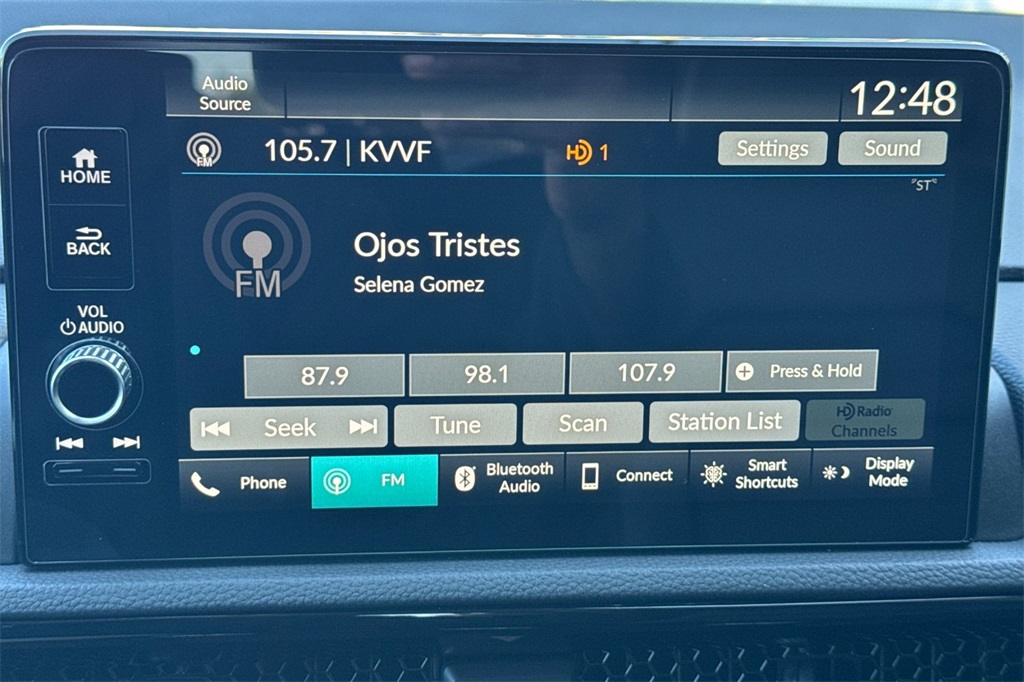 Audio
Source
12:48
HOME
BACK
VOL
AUDIO
FM
105.7 | KVVF
HD 1
Settings
Sound
"ST"
FM
Ojos Tristes
Selena Gomez
87.9
98.1
107.9
+ Press & Hold
Seek
Tune
Scan
Station List
HD Radio
Channels
Phone
FM
Bluetooth
Audio
Connect
Smart
Shortcuts
Display
Mode